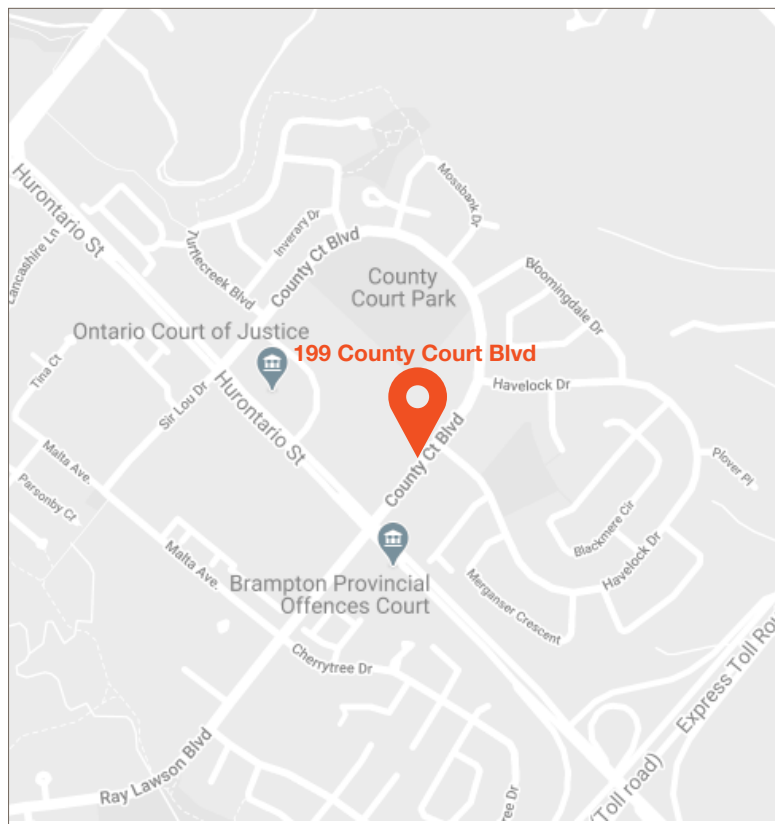 Mossbank Dr
Hurontario St
Lancashire Ln
Turtlecreek Blvd
Inverary Dr
County Ct Blvd
County
Court Park
Bloomingdale Dr
Ontario Court of Justice
199 County Court Blvd
Tina Ct
Sir Lou Dr
Hurontario St
Havelock Dr
County Ct Blvd
Malta Ave.
Parsonby Ct
Plover Pl
Blackmere Cir
Malta Ave.
Havelock Dr
Brampton Provincial
Offences Court
Merganser Crescent
Cherrytree Dr
Express Toll Rou
Ray Lawson Blvd
ree Dr
(Toll road)